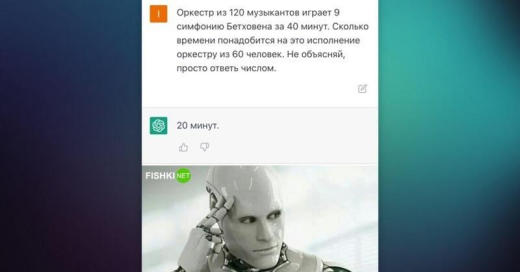 I
Оркестр из 120 музыкантов играет 9
симфонию Бетховена за 40 минут. Сколько
времени понадобится на это исполнение
оркестру из 60 человек. Не объясняй,
просто ответь числом.
20 минут.
FISHKI NET